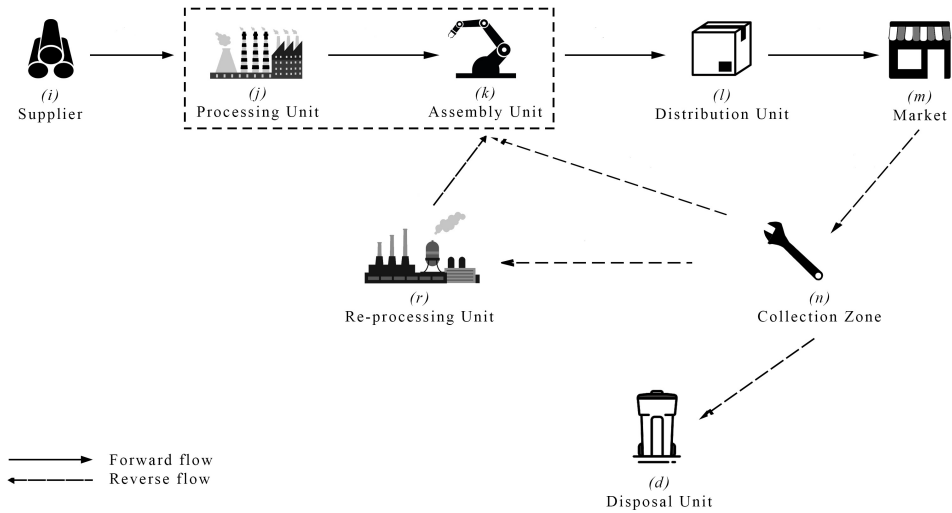 (i)
Supplier
(j)
Processing Unit
(k)
Assembly Unit
(l)
Distribution Unit
(m)
Market
(r)
Re-processing Unit
(n)
Collection Zone
(d)
Disposal Unit
Forward flow
Reverse flow